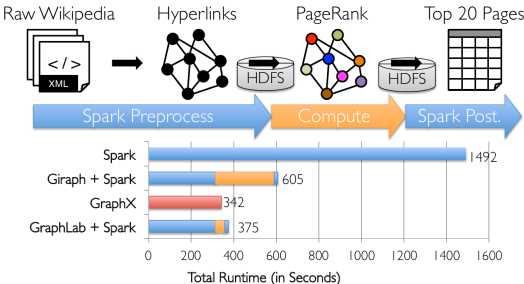 Raw Wikipedia Hyperlinks PageRank Top 20 Pages
</>
XML
HDFS HDFS
Spark Preprocess Compute Spark Post.
Spark 1492
Giraph + Spark 605
GraphX 342
GraphLab + Spark 375
0 200 400 600 800 1000 1200 1400 1600
Total Runtime (in Seconds)